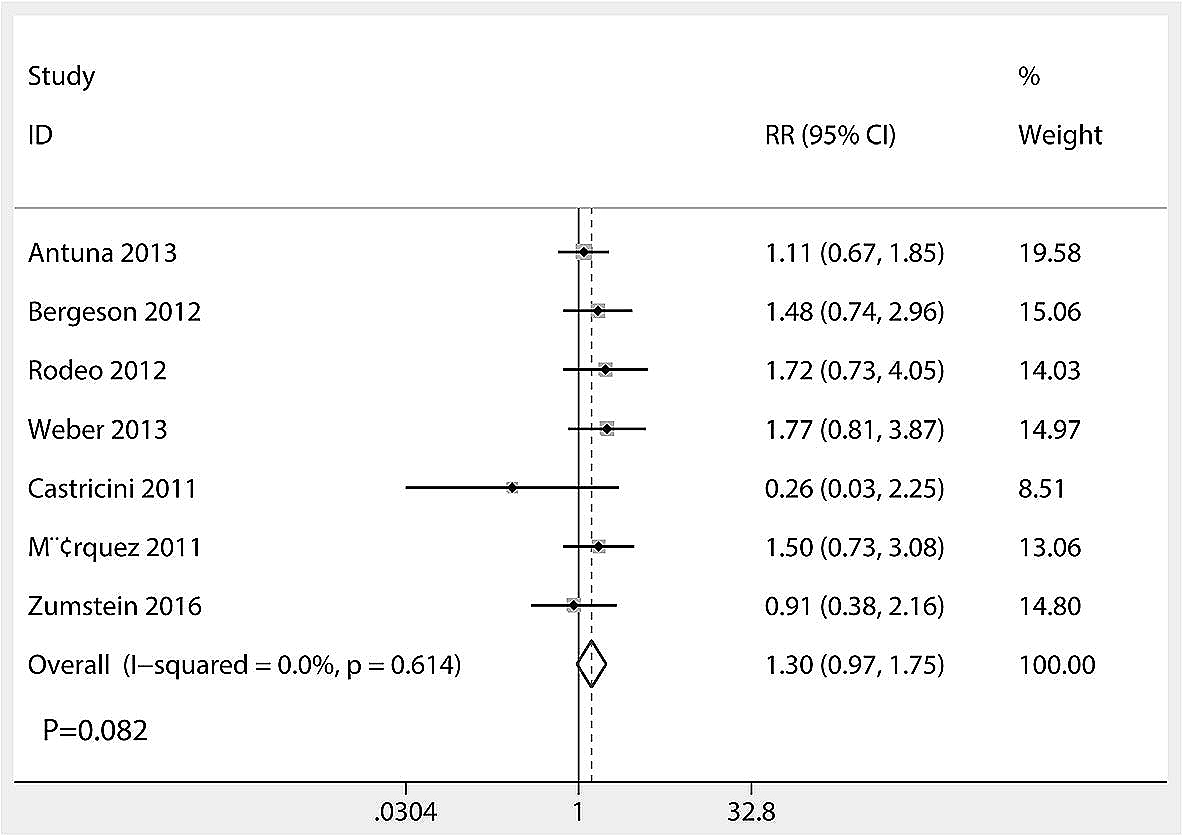 Study %
ID RR (95% CI) Weight
Antuna 2013 1.11 (0.67, 1.85) 19.58
Bergeson 2012 1.48 (0.74, 2.96) 15.06
Rodeo 2012 1.72 (0.73, 4.05) 14.03
Weber 2013 1.77 (0.81, 3.87) 14.97
Castricini 2011 0.26 (0.03, 2.25) 8.51
M¨¢rquez 2011 1.50 (0.73, 3.08) 13.06
Zumstein 2016 0.91 (0.38, 2.16) 14.80
Overall (I−squared = 0.0%, p = 0.614) 1.30 (0.97, 1.75) 100.00
P=0.082
.0304 1 32.8